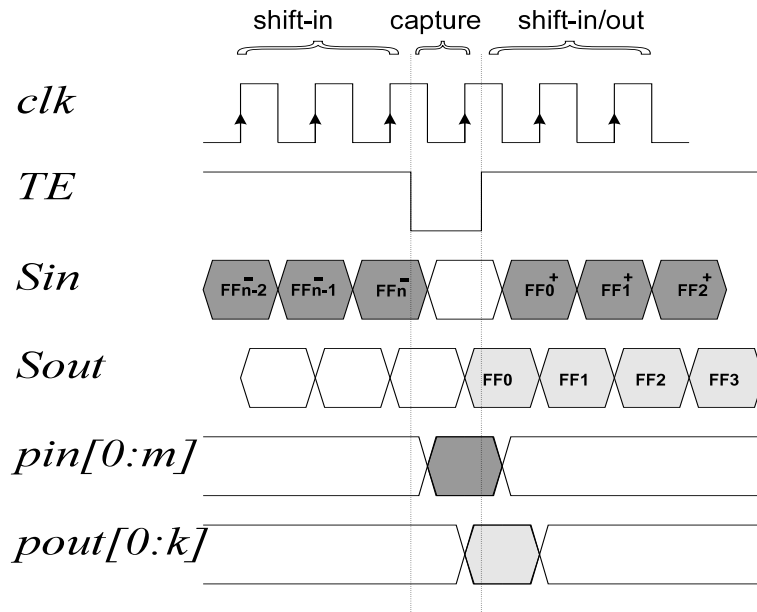 shift-in capture shift-in/out
clk
TE
Sin FFn-2⁻ FFn-1⁻ FFn⁻ FF0⁺ FF1⁺ FF2⁺
Sout FF0 FF1 FF2 FF3
pin[0:m]
pout[0:k]